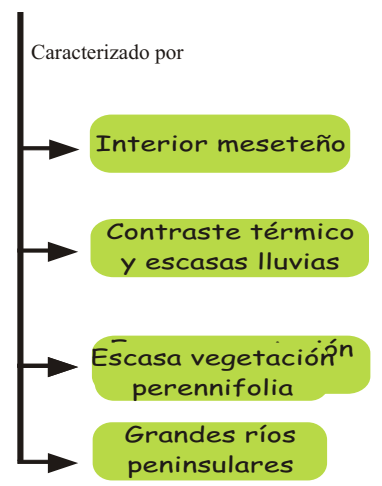 Caracterizado por
Interior meseteño
Contraste térmico
y escasas lluvias
Escasa vegetación
perennifolia
Grandes ríos
peninsulares